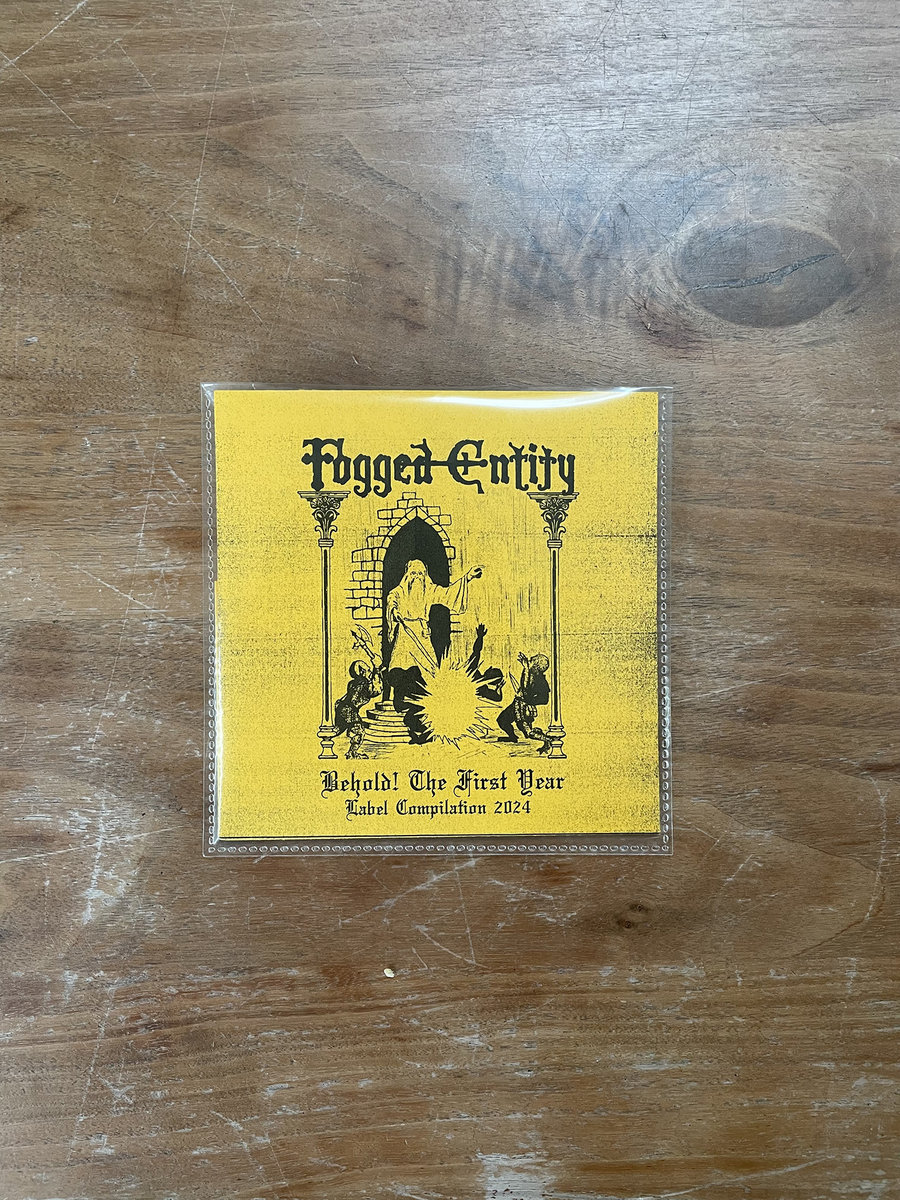 Fogged Entity
Behold! The First Year
Label Compilation 2024